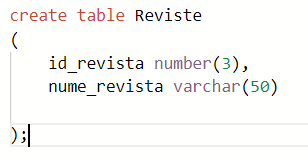 create table Reviste
(
id_revista number(3),
nume_revista varchar(50)
);